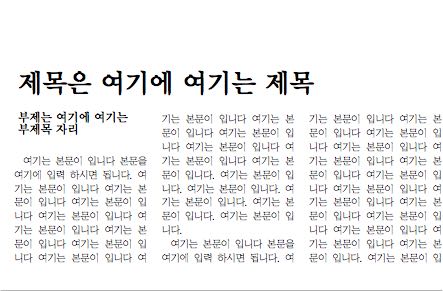 제목은 여기에 여기는 제목
부제는 여기에 여기는
부제목 자리
여기는 본문이 입니다 본문을
여기에 입력 하시면 됩니다. 여
기는 본문이 입니다 여기는 본
문이 입니다 여기는 본문이 입
니다 여기는 본문이 입니다 여
기는 본문이 입니다 여기는 본
문이 입니다 여기는 본문이 입
니다 여기는 본문이 입니다 여
기는 본문이 입니다 여기는 본
문이 입니다 여기는 본문이 입
니다 여기는 본문이 입니다 여
기는 본문이 입니다 여기는 본
문이 입니다. 여기는 본문이 입
니다. 여기는 본문이 입니다. 여
기는 본문이 입니다. 여기는 본
문이 입니다. 여기는 본문이 입
니다.
여기는 본문이 입니다 본문을
여기에 입력 하시면 됩니다. 여
기는 본문이 입니다 여기는 본
문이 입니다 여기는 본문이 입
니다 여기는 본문이 입니다 여
기는 본문이 입니다 여기는 본
문이 입니다 여기는 본문이 입
니다 여기는 본문이 입니다 여
기는 본문이 입니다 여기는 본
문이 입니다 여기는 본문이 입
니다 여기는 본문이 입니다 여
기는 본문이 입니다 여기는 본
문이 입니다. 여기는 본문이 입